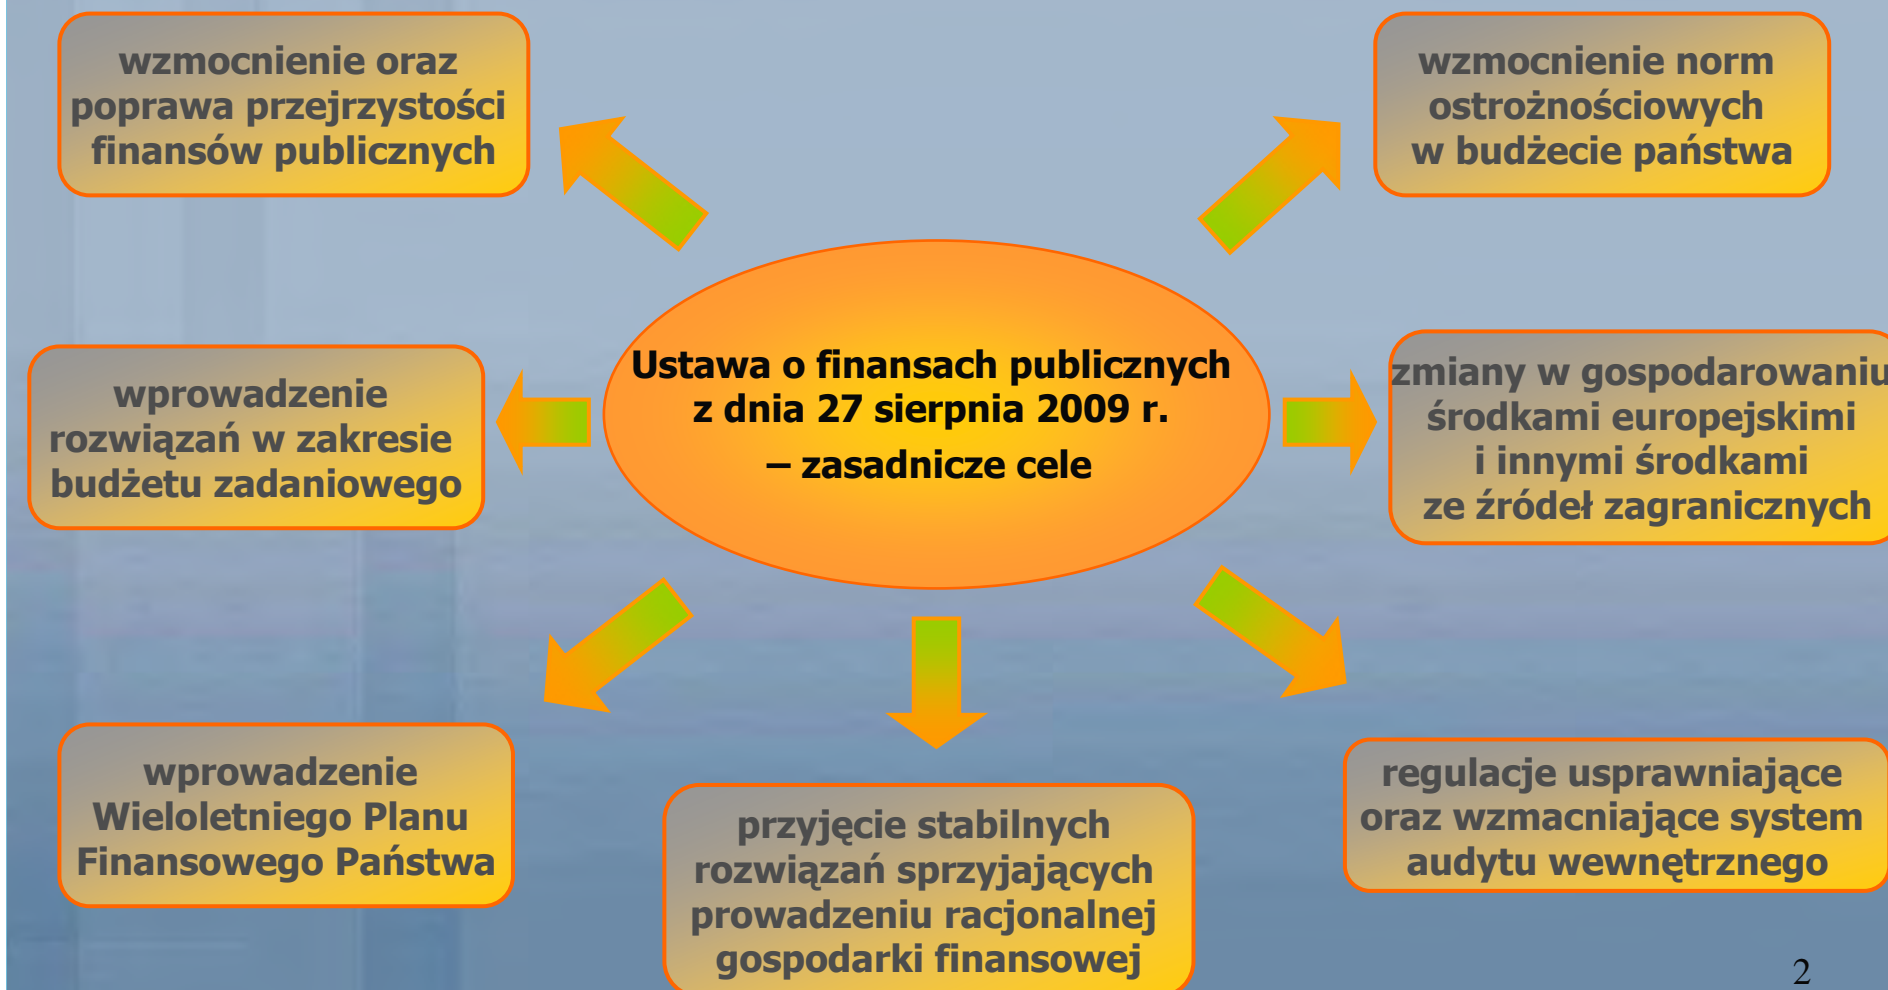 wzmocnienie oraz
poprawa przejrzystości
finansów publicznych
wzmocnienie norm
ostrożnościowych
w budżecie państwa
Ustawa o finansach publicznych
z dnia 27 sierpnia 2009 r.
– zasadnicze cele
wprowadzenie
rozwiązań w zakresie
budżetu zadaniowego
zmiany w gospodarowaniu
środkami europejskimi
i innymi środkami
ze źródeł zagranicznych
wprowadzenie
Wieloletniego Planu
Finansowego Państwa
przyjęcie stabilnych
rozwiązań sprzyjających
prowadzeniu racjonalnej
gospodarki finansowej
regulacje usprawniające
oraz wzmacniające system
audytu wewnętrznego
2